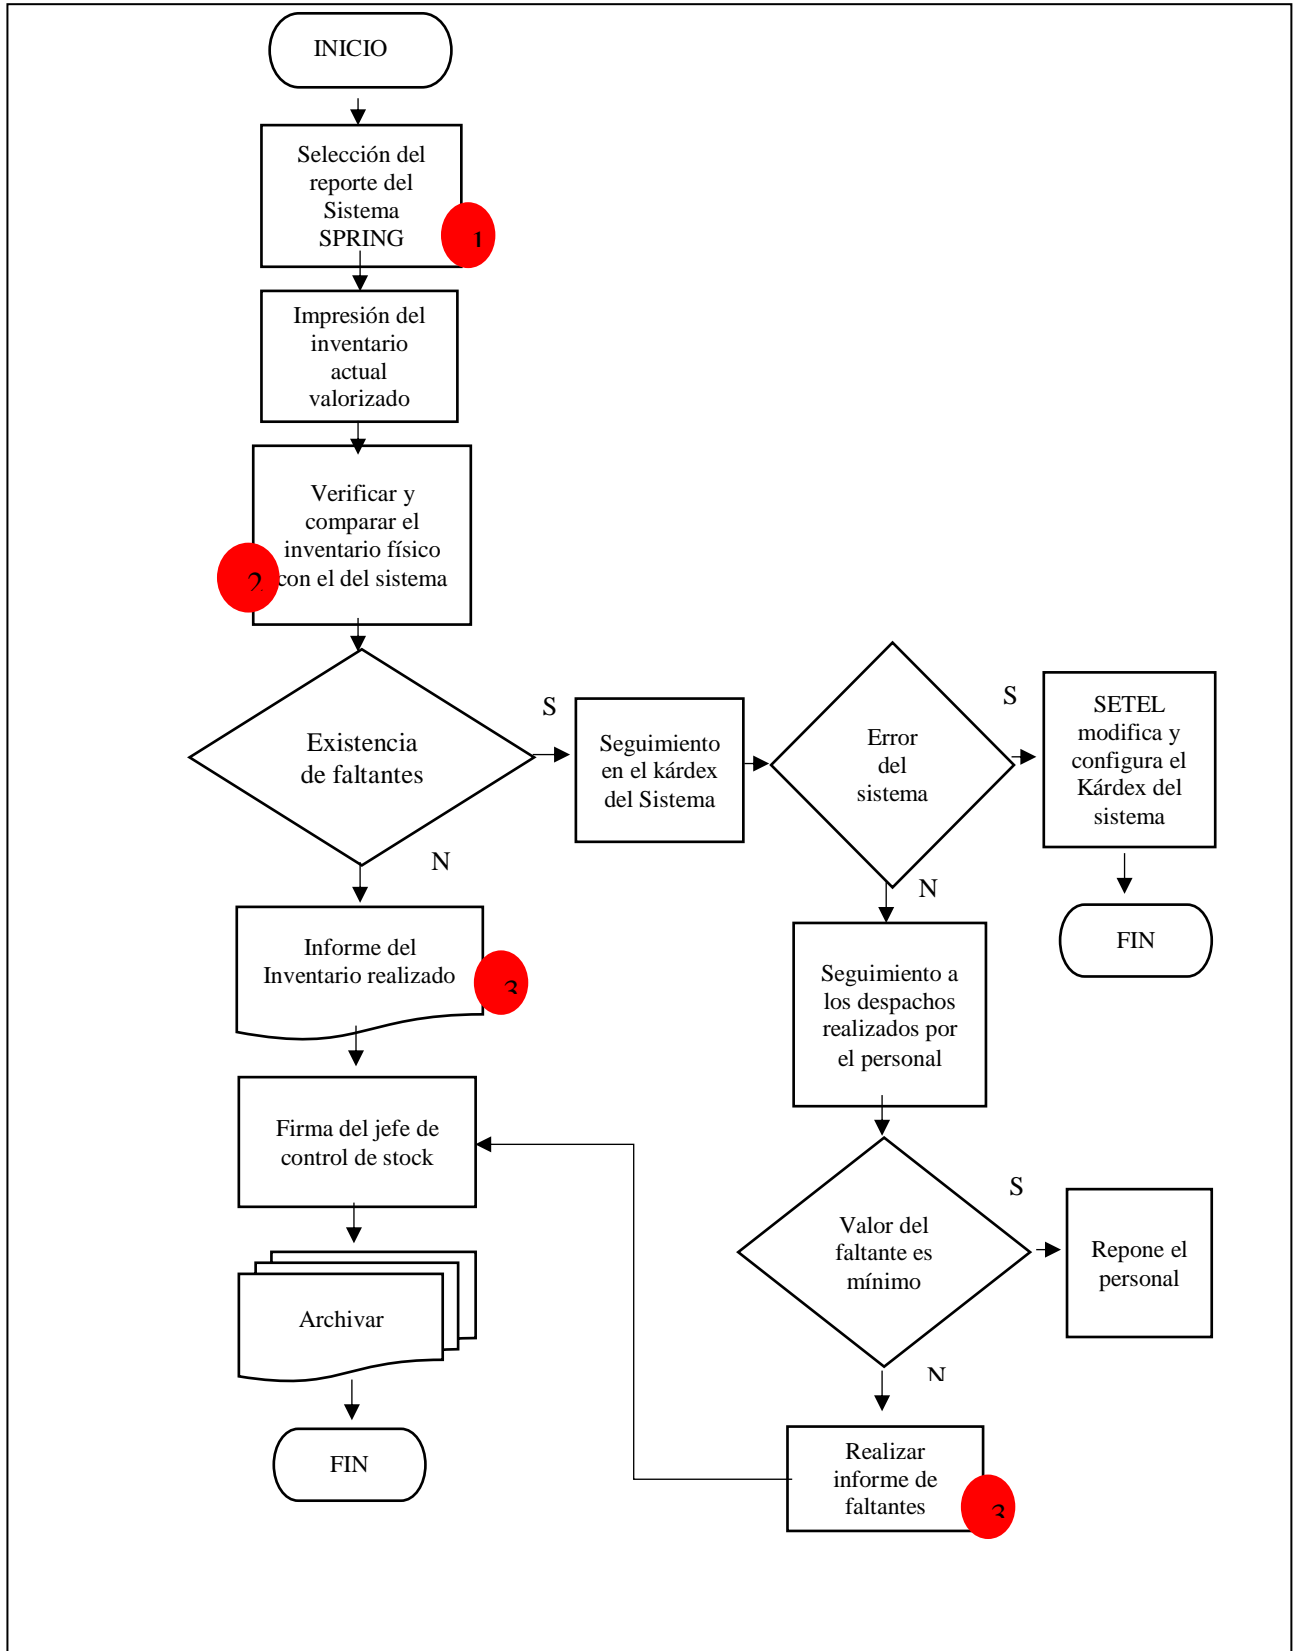 INICIO
Selección del
reporte del
Sistema
SPRING
1
Impresión del
inventario
actual
valorizado
Verificar y
comparar el
inventario físico
con el del sistema
2
Existencia
de faltantes
S
N
Seguimiento
en el kárdex
del Sistema
Error
del
sistema
S
N
SETEL
modifica y
configura el
Kárdex del
sistema
FIN
Informe del
Inventario realizado
3
Seguimiento a
los despachos
realizados por
el personal
Firma del jefe de
control de stock
Valor del
faltante es
mínimo
S
N
Repone el
personal
Archivar
FIN
Realizar
informe de
faltantes
3